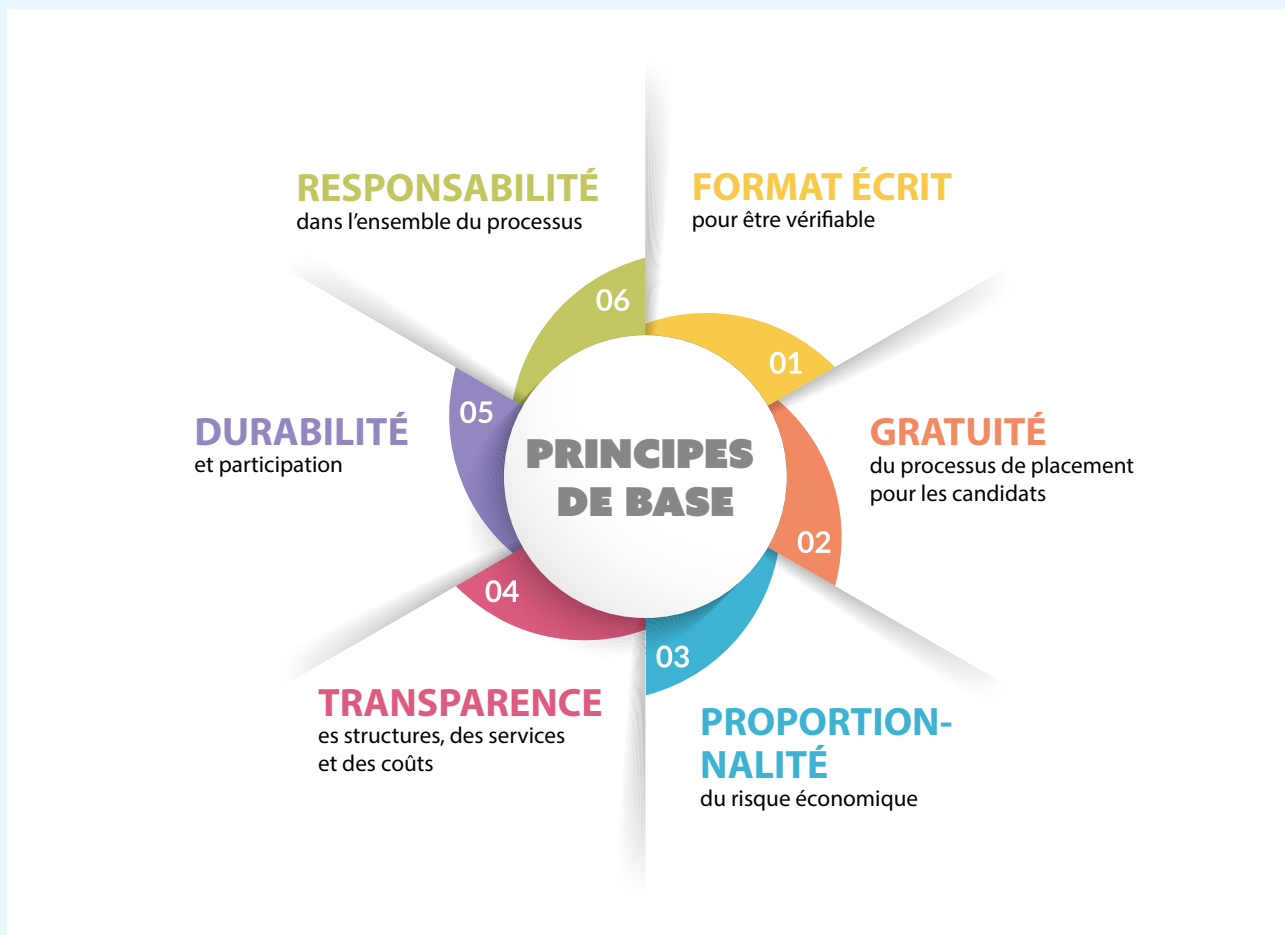 PRINCIPES
DE BASE
01
FORMAT ÉCRIT
pour être vérifiable
02
GRATUITÉ
du processus de placement
pour les candidats
03
PROPORTION-
NALITÉ
du risque économique
04
TRANSPARENCE
es structures, des services
et des coûts
05
DURABILITÉ
et participation
06
RESPONSABILITÉ
dans l’ensemble du processus